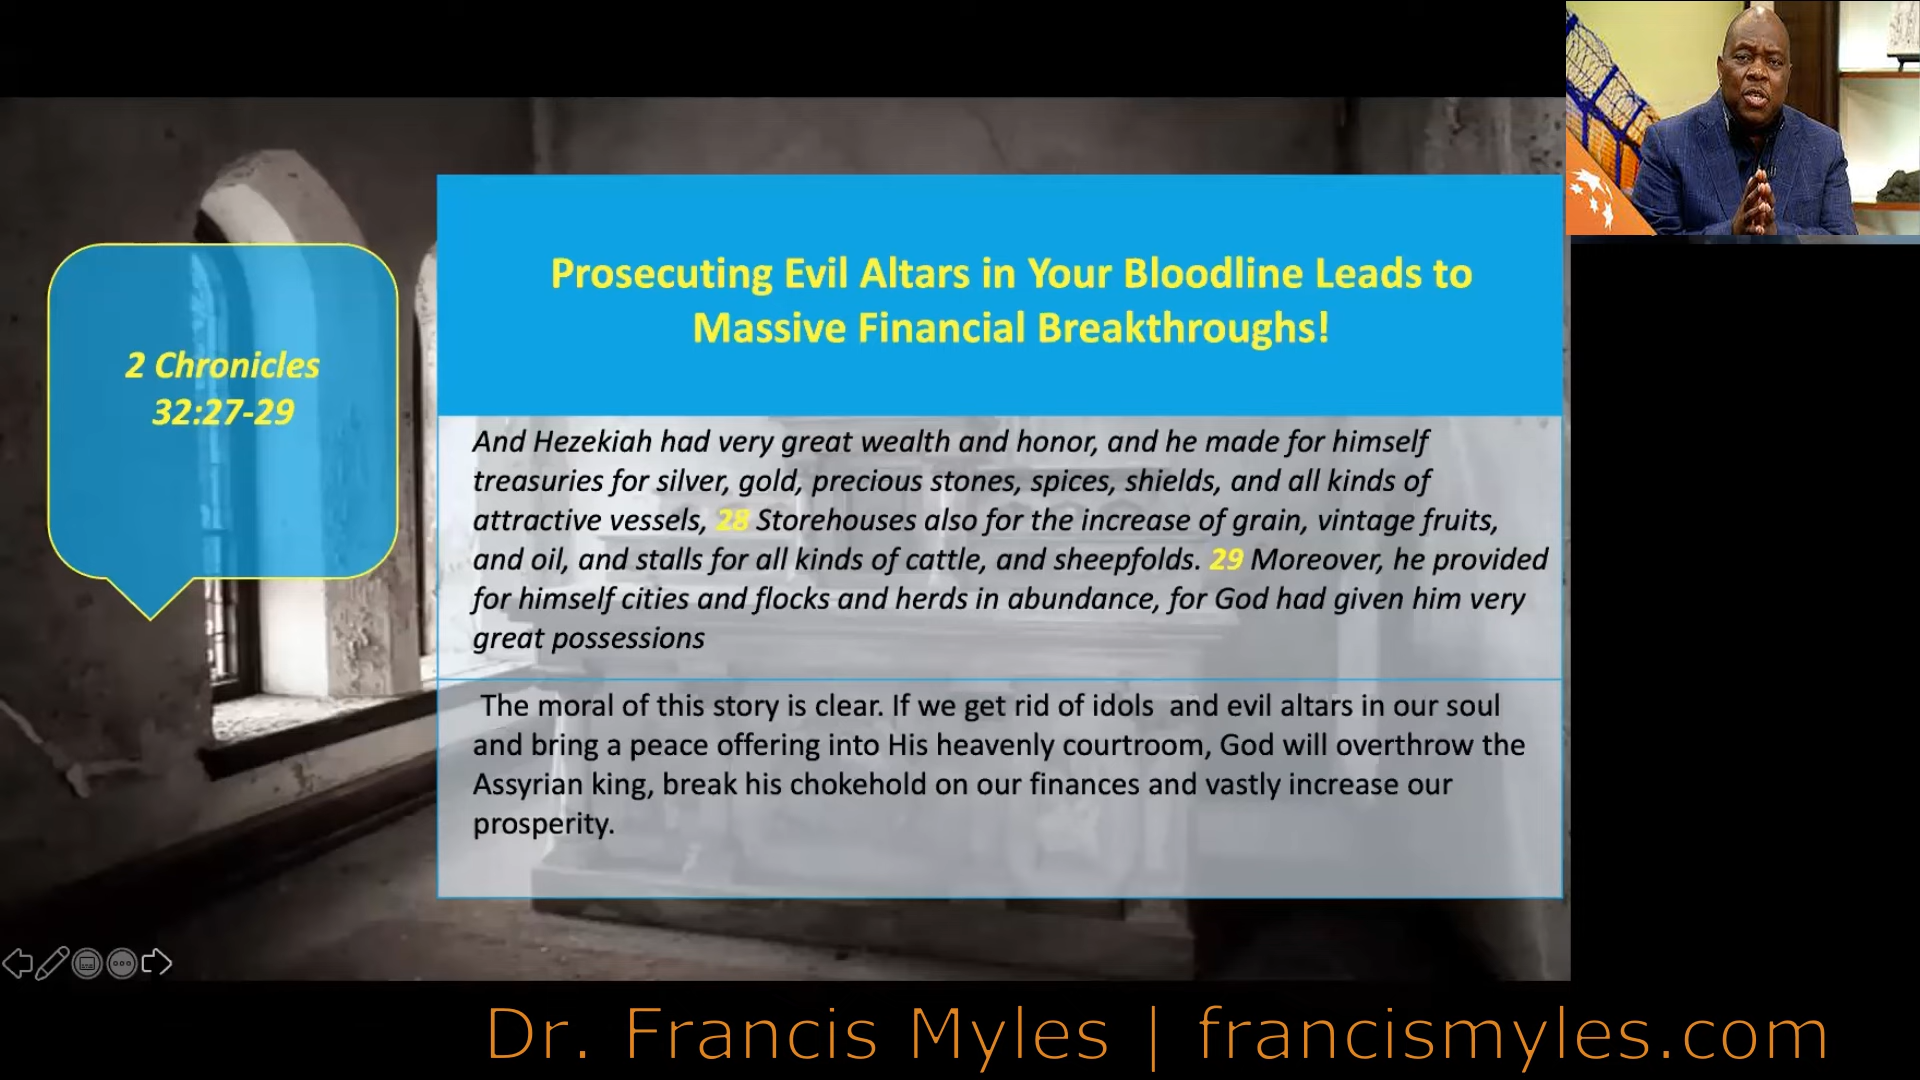 2 Chronicles
32:27-29
Prosecuting Evil Altars in Your Bloodline Leads to
Massive Financial Breakthroughs!
And Hezekiah had very great wealth and honor, and he made for himself
treasuries for silver, gold, precious stones, spices, shields, and all kinds of
attractive vessels, 28 Storehouses also for the increase of grain, vintage fruits,
and oil, and stalls for all kinds of cattle, and sheepfolds. 29 Moreover, he provided
for himself cities and flocks and herds in abundance, for God had given him very
great possessions
The moral of this story is clear. If we get rid of idols  and evil altars in our soul
and bring a peace offering into His heavenly courtroom, God will overthrow the
Assyrian king, break his chokehold on our finances and vastly increase our
prosperity.
Dr. Francis Myles | francismyles.com